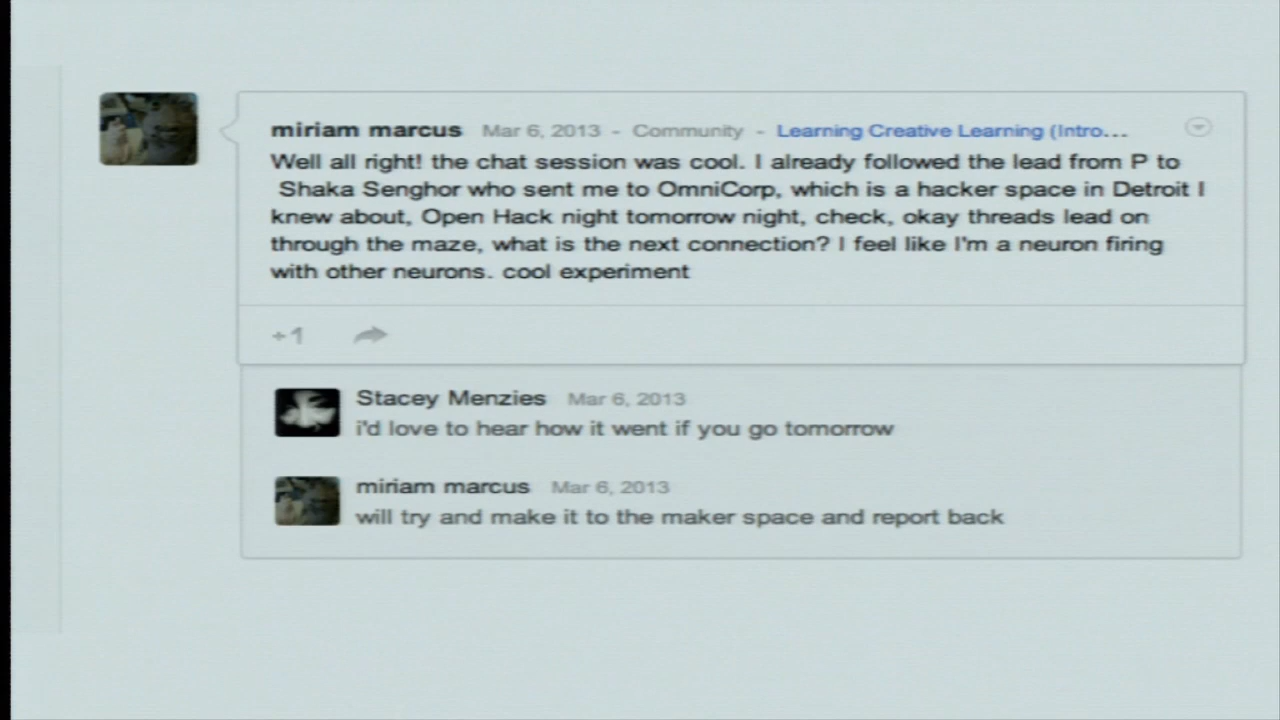 miriam marcus Mar 6, 2013 - Community - Learning Creative Learning (Intro...
Well all right! the chat session was cool. I already followed the lead from P to
Shaka Senghor who sent me to OmniCorp, which is a hacker space in Detroit I
knew about, Open Hack night tomorrow night, check, okay threads lead on
through the maze, what is the next connection? I feel like I'm a neuron firing
with other neurons. cool experiment
+1
Stacey Menzies Mar 6, 2013
i'd love to hear how it went if you go tomorrow
miriam marcus Mar 6, 2013
will try and make it to the maker space and report back